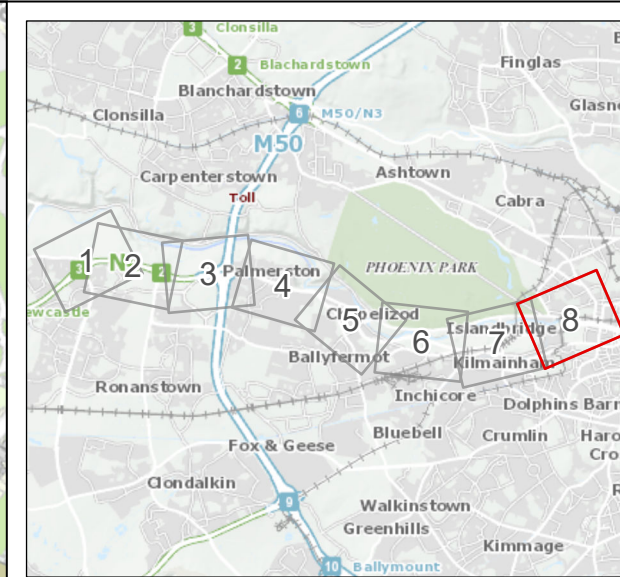 3 Clonsilla
2 Blachardstown
Finglas
Blanchardstown
6 M50/N3
Clonsilla
Glasn
M50
Carpenterstown
Ashtown
Toll
Cabra
1
2
3
4
5
6
7
8
3
N
2
Palmerston
PHOENIX PARK
ewcastle
Chapelizod
Islandbridge
Ballyfermot
Kilmainham
Ronanstown
Inchicore
Dolphins Barn
Bluebell
Crumlin
Haro
Cro
Fox & Geese
Clondalkin
9
Walkinstown
Greenhills
Kimmage
10 Ballymount